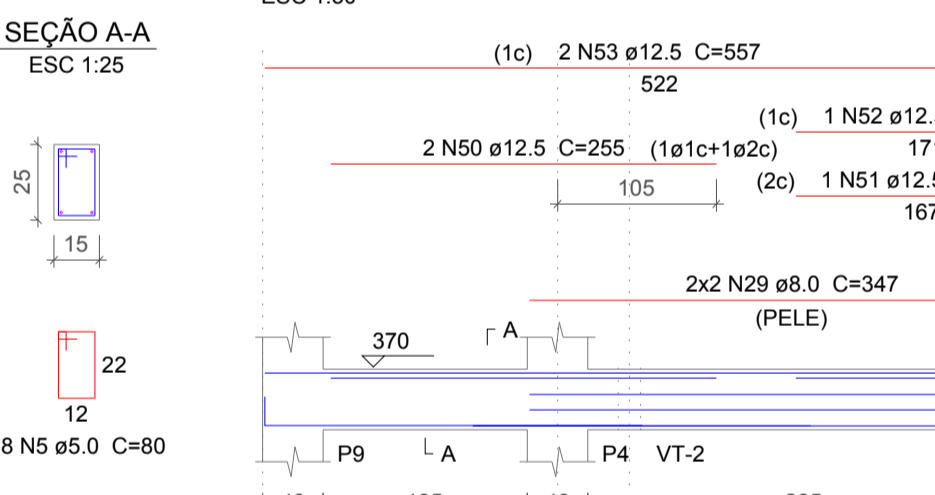 SEÇÃO A-A
ESC 1:25
(1c) 2 N53 ø12.5 C=557
522
(1c) 1 N52 ø12.
2 N50 ø12.5 C=255 (1ø1c+1ø2c)
25
105
(2c) 1 N51 ø12.5
167
15
2x2 N29 ø8.0 C=347
(PELE)
A
370
22
12
8 N5 ø5.0 C=80
P9
A
P4
VT-2